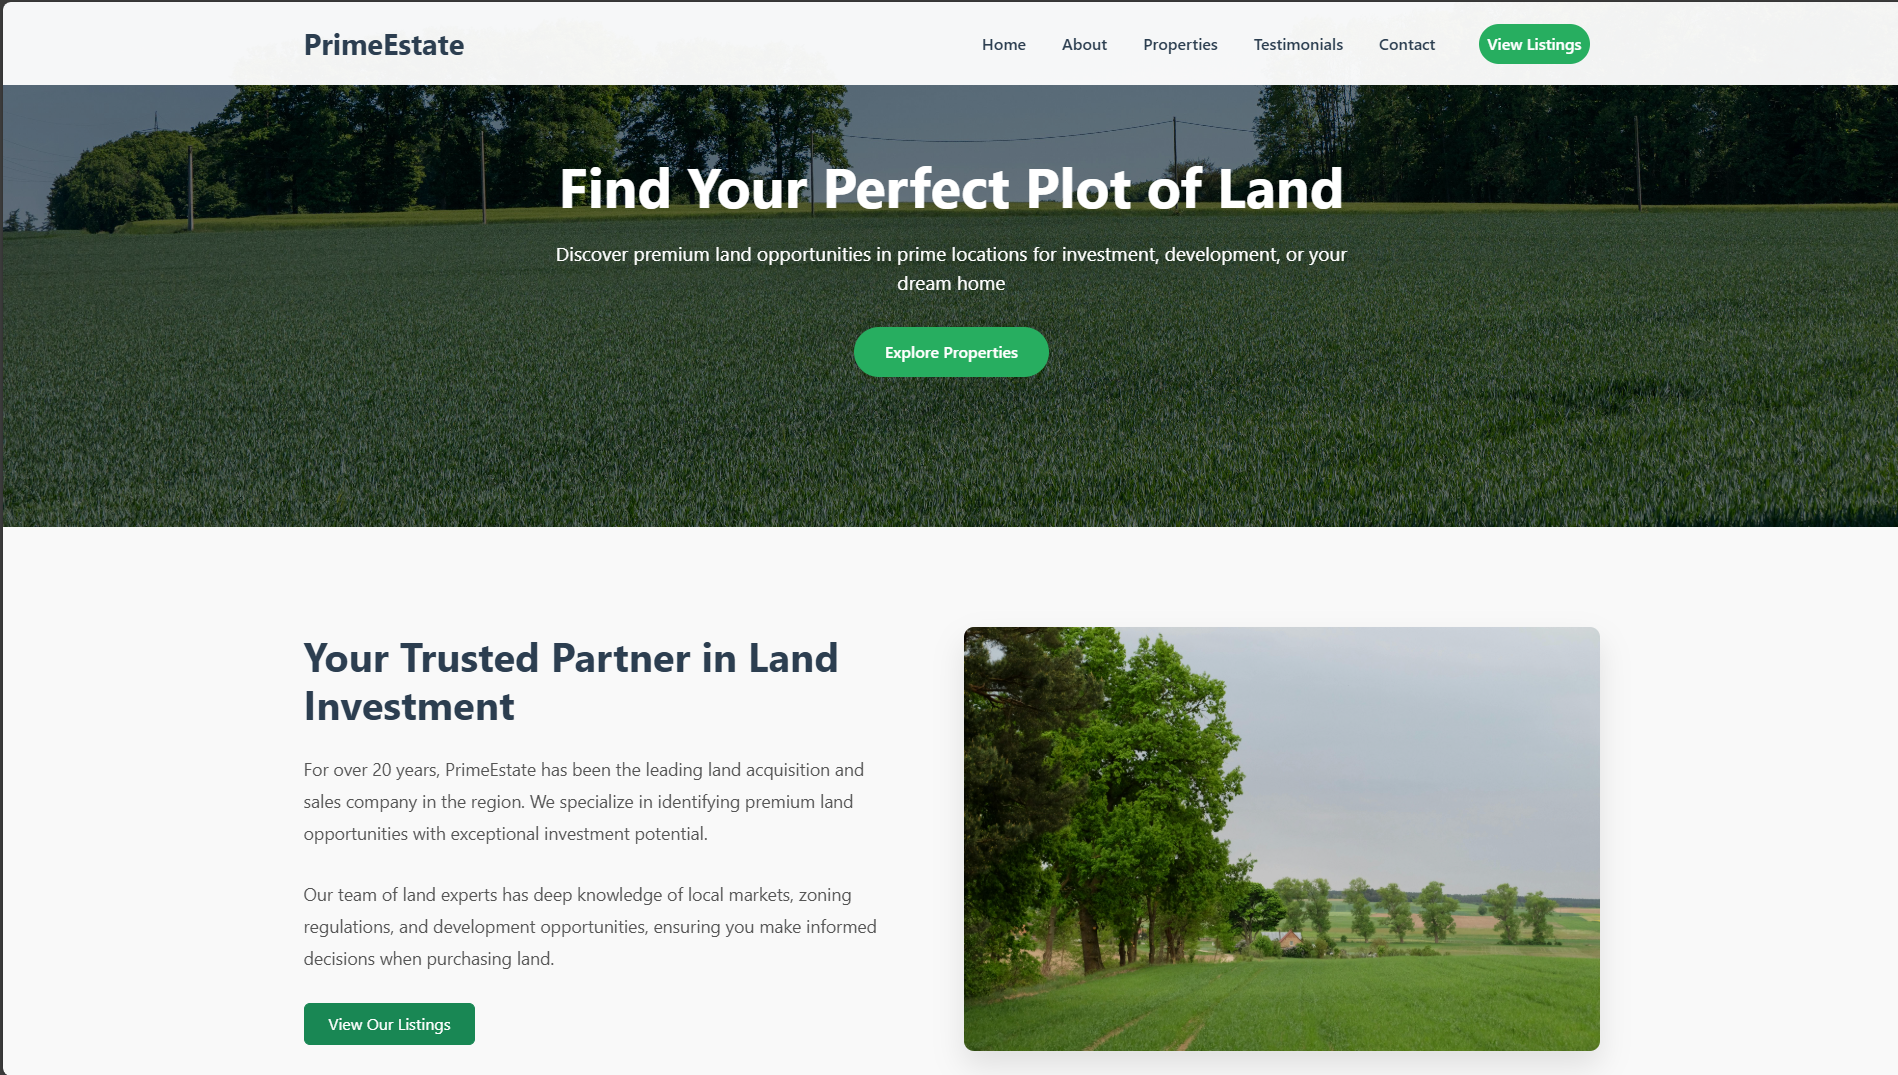 PrimeEstate
Home
About
Properties
Testimonials
Contact
View Listings
Find Your Perfect Plot of Land
Discover premium land opportunities in prime locations for investment, development, or your
dream home
Explore Properties
Your Trusted Partner in Land
Investment
For over 20 years, PrimeEstate has been the leading land acquisition and
sales company in the region. We specialize in identifying premium land
opportunities with exceptional investment potential.
Our team of land experts has deep knowledge of local markets, zoning
regulations, and development opportunities, ensuring you make informed
decisions when purchasing land.
View Our Listings